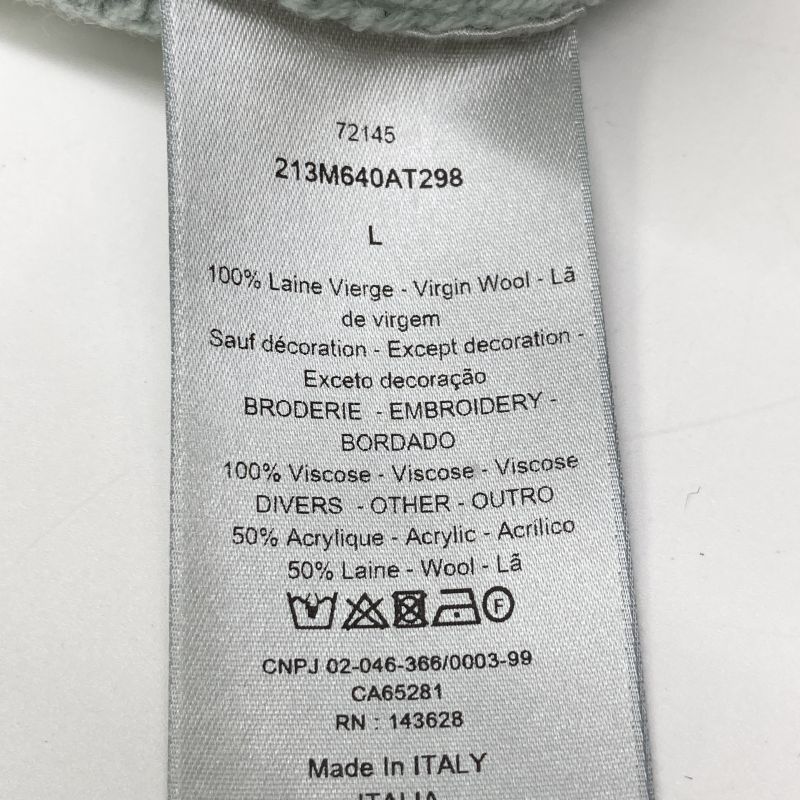 72145
213M640AT298
L
100% Laine Vierge - Virgin Wool - Lã
de virgem
Sauf décoration - Except decoration -
Exceto decoração
BRODERIE - EMBROIDERY -
BORDADO
100% Viscose - Viscose - Viscose
DIVERS - OTHER - OUTRO
50% Acrylique - Acrylic - Acrilico
50% Laine - Wool - Lã
F
CNPJ 02-046-366/0003-99
CA65281
RN : 143628
Made In ITALY
ITALIA